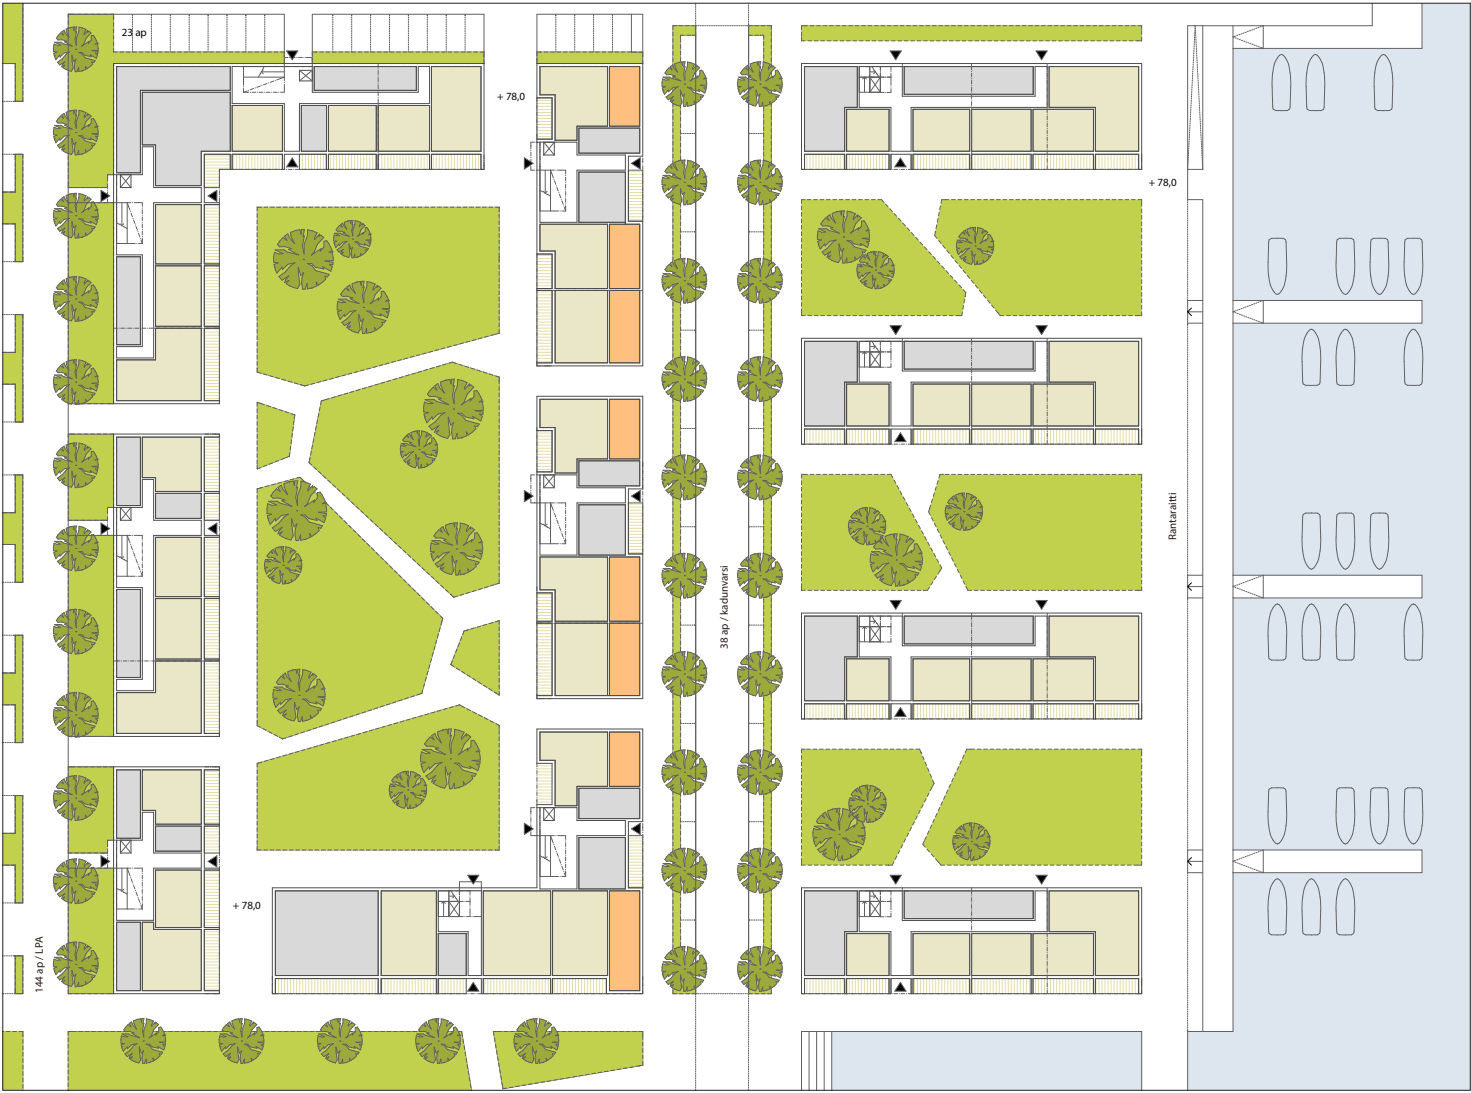 23 ap
+ 78,0
+ 78,0
Rantaraitti
38 ap / kadunvarsi
+ 78,0
144 ap / LPA